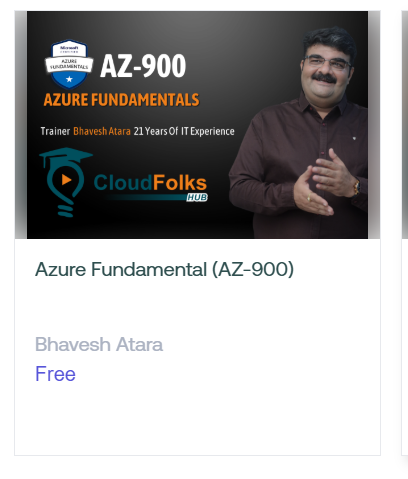 Microsoft
CERTIFIED
AZURE
FUNDAMENTALS
AZ-900
AZURE FUNDAMENTALS
Trainer Bhavesh Atara 21 Years Of IT Experience
CloudFolks
HUB
Azure Fundamental (AZ-900)
Bhavesh Atara
Free